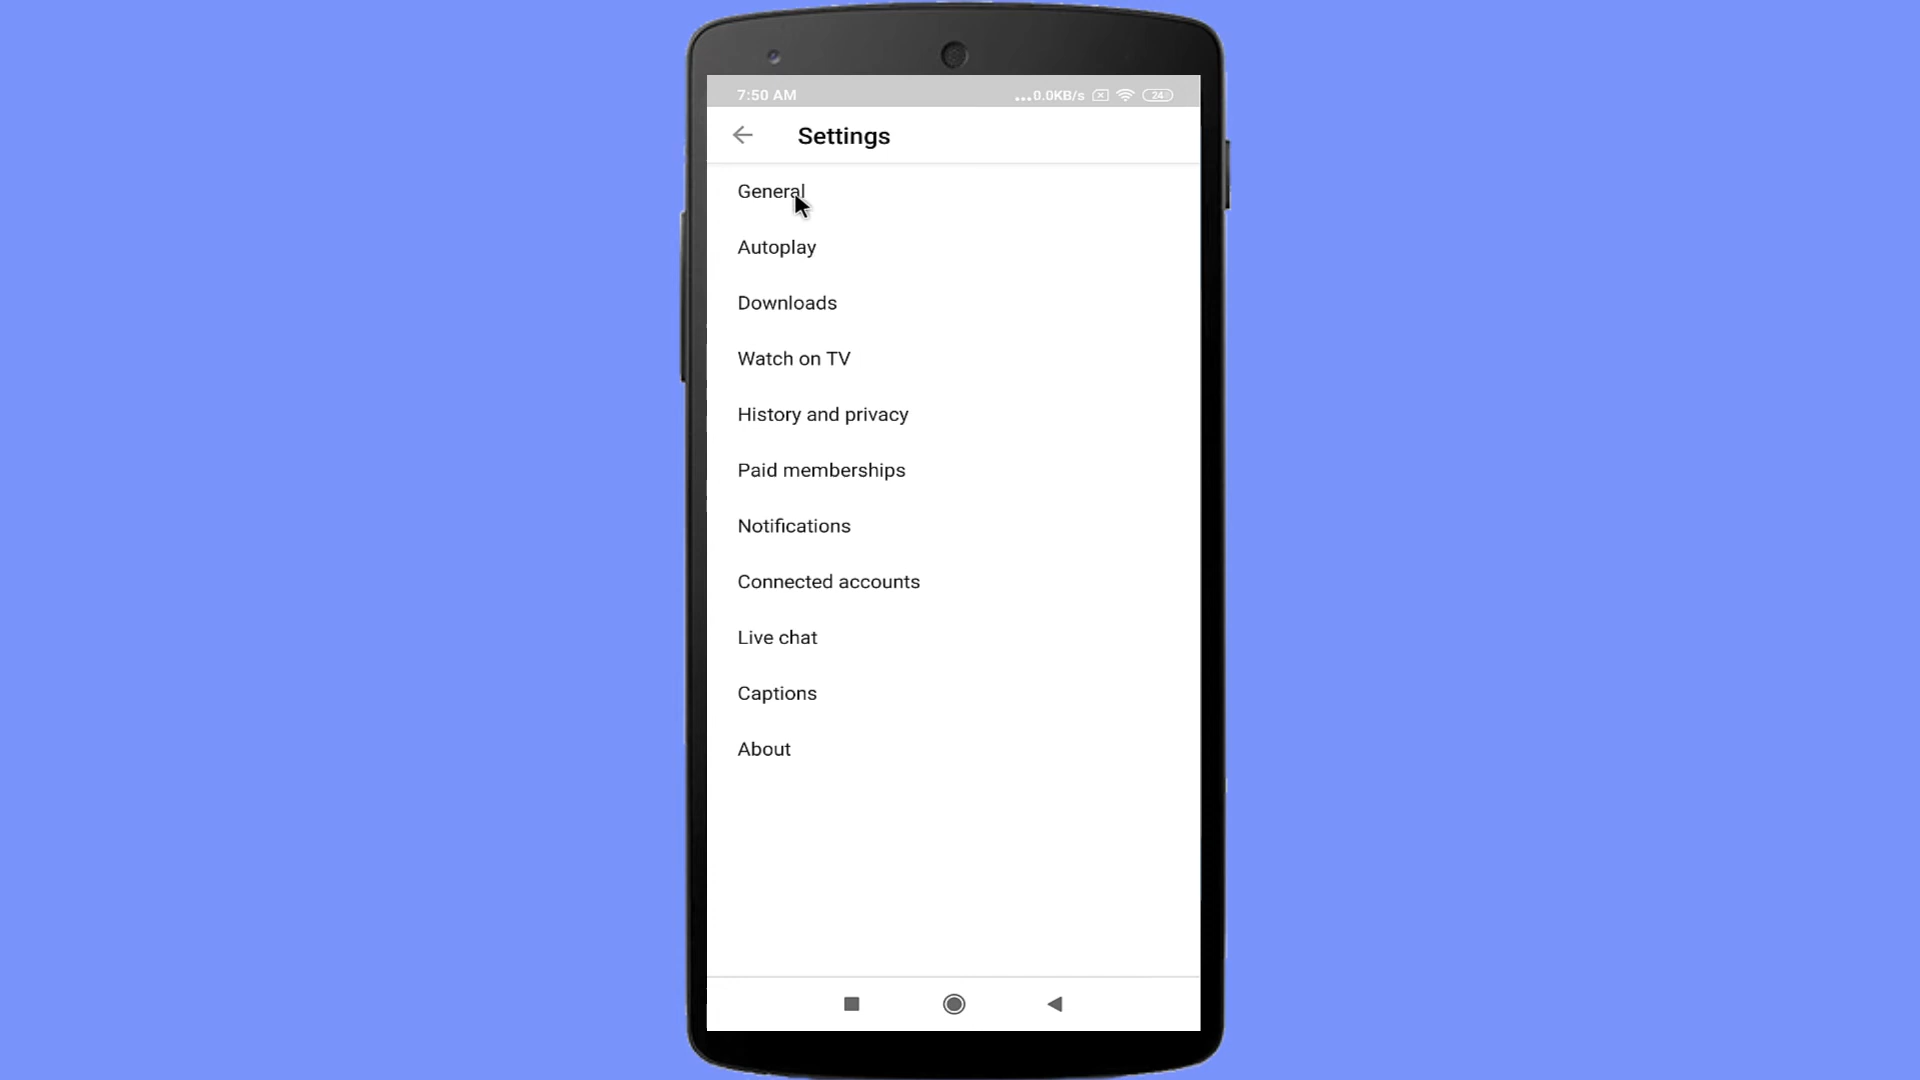 7:50 AM ...0.0KB/s 24
Settings
General
Autoplay
Downloads
Watch on TV
History and privacy
Paid memberships
Notifications
Connected accounts
Live chat
Captions
About